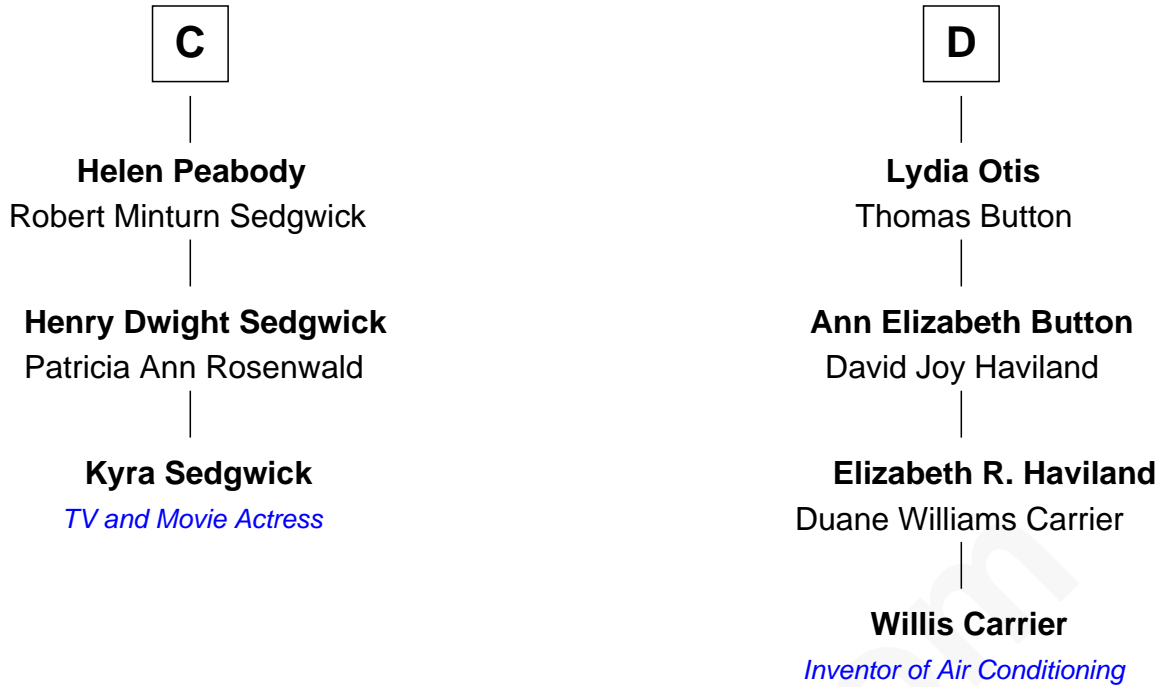 C
Helen Peabody
Robert Minturn Sedgwick
Henry Dwight Sedgwick
Patricia Ann Rosenwald
Kyra Sedgwick
TV and Movie Actress
D
Lydia Otis
Thomas Button
Ann Elizabeth Button
David Joy Haviland
Elizabeth R. Haviland
Duane Williams Carrier
Willis Carrier
Inventor of Air Conditioning